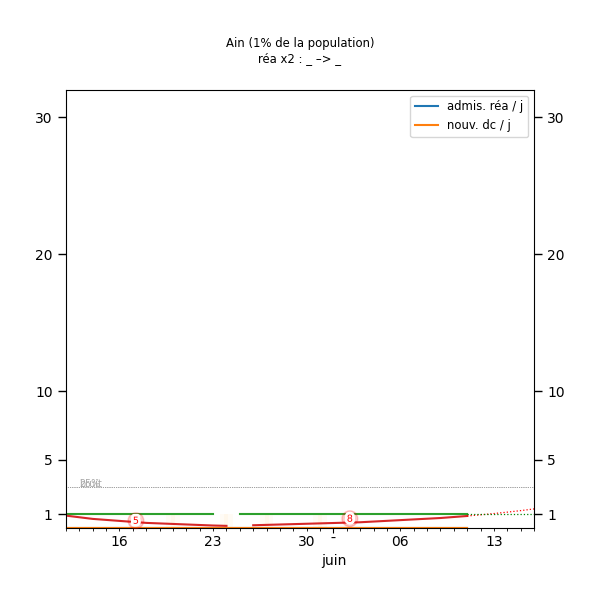 Ain (1% de la population)
réa x2 : _ –> _
admis. réa / j
nouv. dc / j
30 30
20 20
10 10
5 5
1 1
5 8
16 23 30 - 06 13
juin